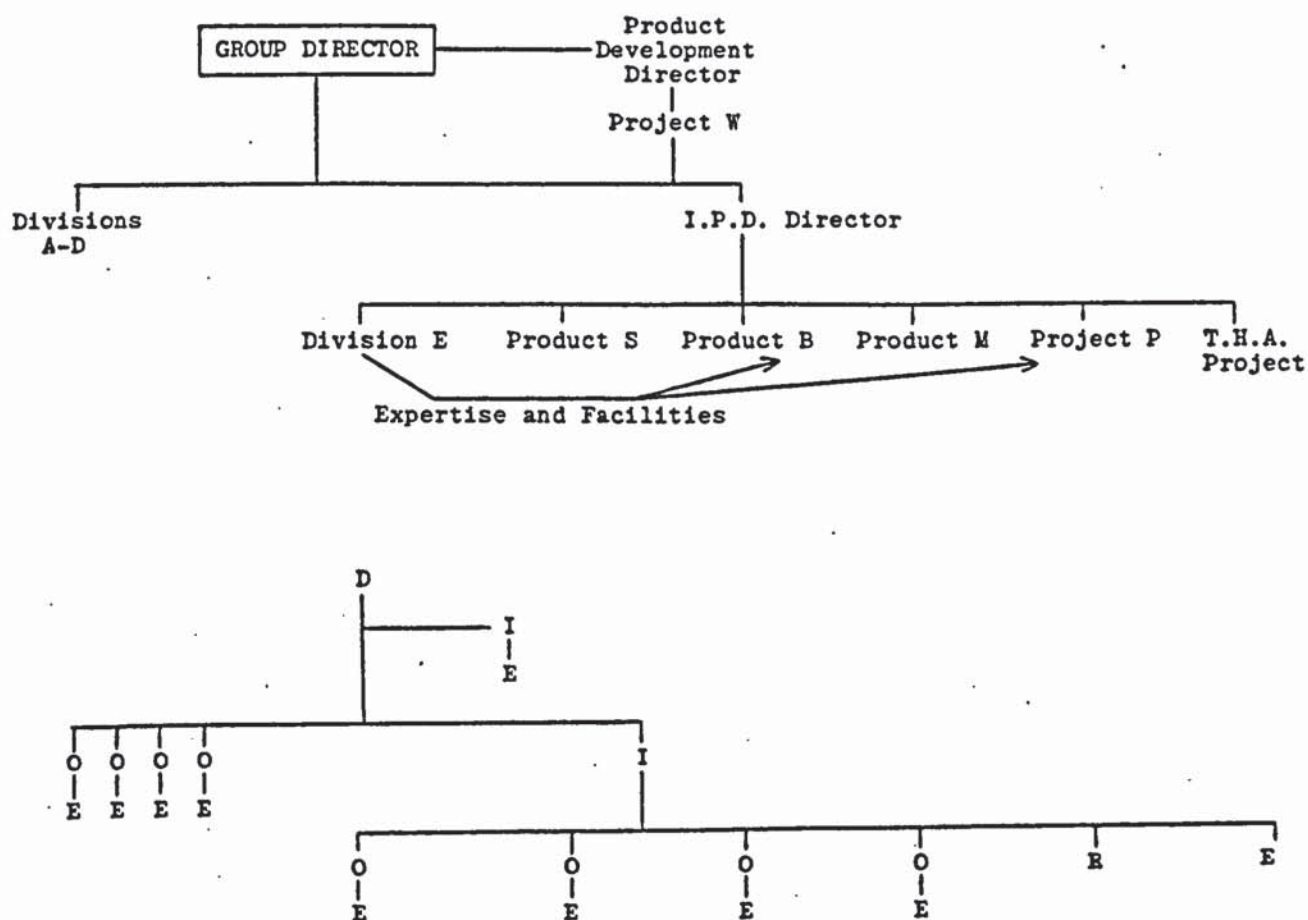 Product
GROUP DIRECTOR Development
Director
Project W
Divisions I.P.D. Director
A-D
Division E Product S Product B Product M Project P T.H.A.
Project
Expertise and Facilities
D
I
E
O O O O I
E E E E
O O O O R E
E E E E